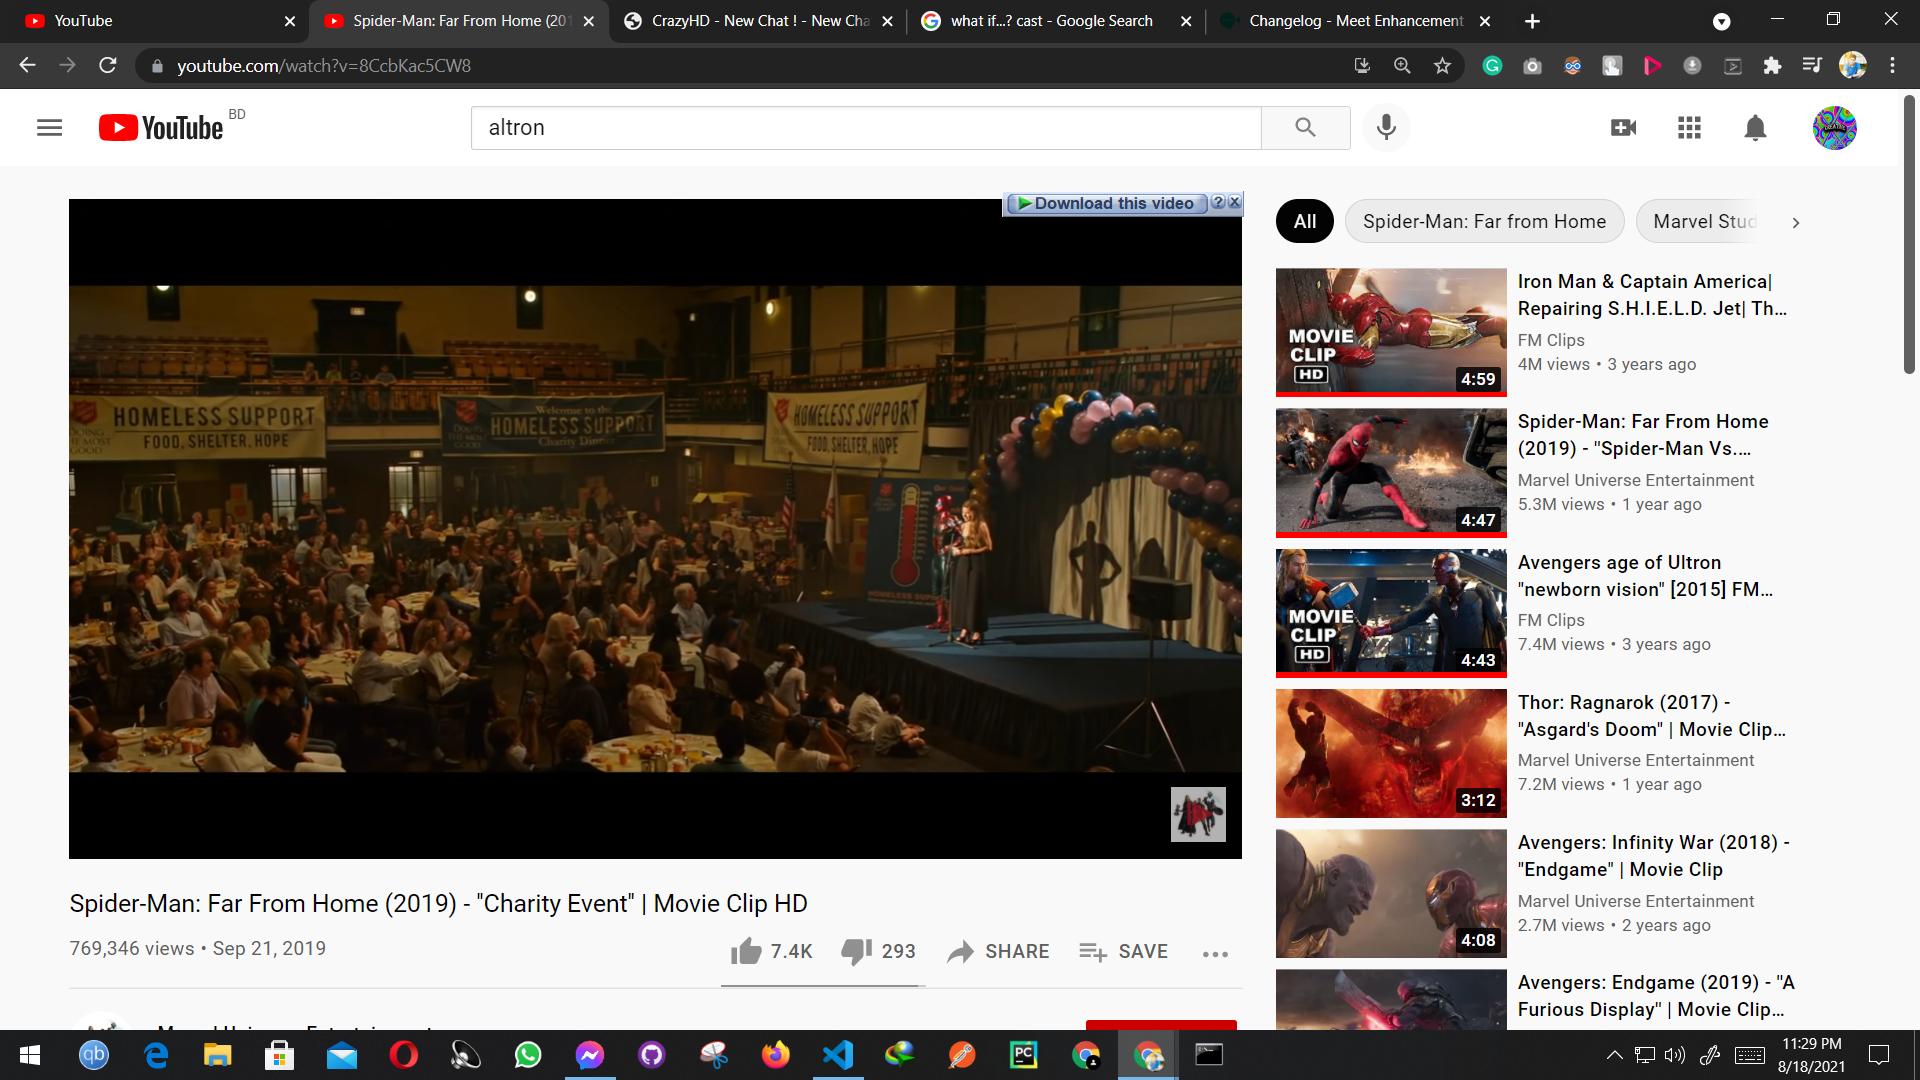 YouTube
Spider-Man: Far From Home (201
CrazyHD - New Chat ! - New Cha
what if...? cast - Google Search
Changelog - Meet Enhancement
youtube.com/watch?v=8CcbKac5CW8
YouTube BD
altron
Download this video ? X
HOMELESS SUPPORT
FOOD, SHELTER, HOPE
DOING
THE MOST
GOOD
Welcome to the
HOMELESS SUPPORT
Charity Dinner
HOMELESS SUPPORT
FOOD, SHELTER, HOPE
Spider-Man: Far From Home (2019) - "Charity Event" | Movie Clip HD
769,346 views • Sep 21, 2019
7.4K
293
SHARE
SAVE
All
Spider-Man: Far from Home
Marvel Stud
MOVIE
CLIP
HD
4:59
Iron Man & Captain America|
Repairing S.H.I.E.L.D. Jet| Th...
FM Clips
4M views • 3 years ago
4:47
Spider-Man: Far From Home
(2019) - "Spider-Man Vs....
Marvel Universe Entertainment
5.3M views • 1 year ago
MOVIE
CLIP
HD
4:43
Avengers age of Ultron
"newborn vision" [2015] FM...
FM Clips
7.4M views • 3 years ago
3:12
Thor: Ragnarok (2017) -
"Asgard's Doom" | Movie Clip...
Marvel Universe Entertainment
7.2M views • 1 year ago
4:08
Avengers: Infinity War (2018) -
"Endgame" | Movie Clip
Marvel Universe Entertainment
2.7M views • 2 years ago
Avengers: Endgame (2019) - "A
Furious Display" | Movie Clip...
qb
PC
11:29 PM
8/18/2021